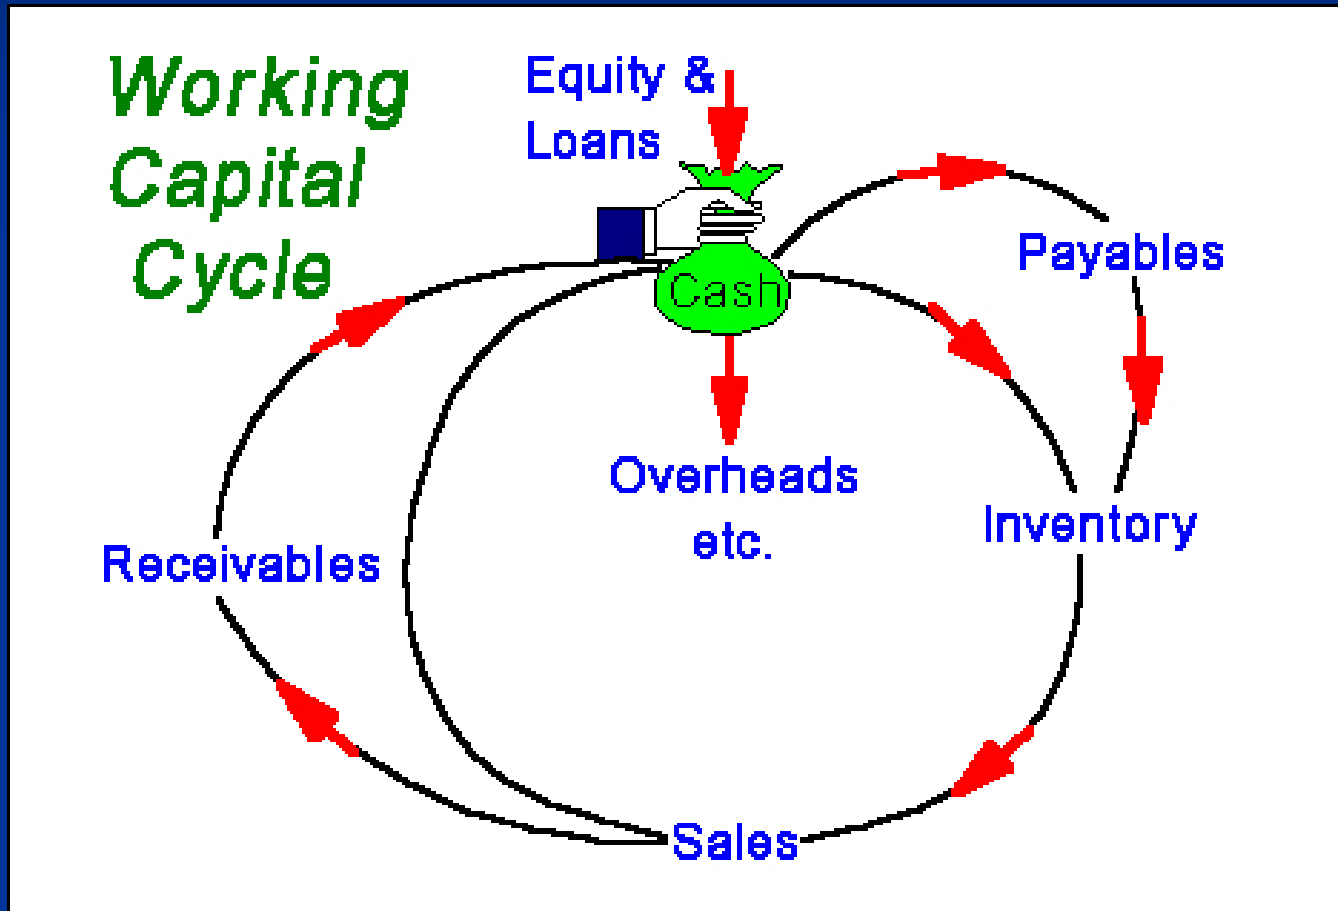 Working
Capital
Cycle
Equity &
Loans
Cash
Payables
Overheads
etc.
Inventory
Receivables
Sales